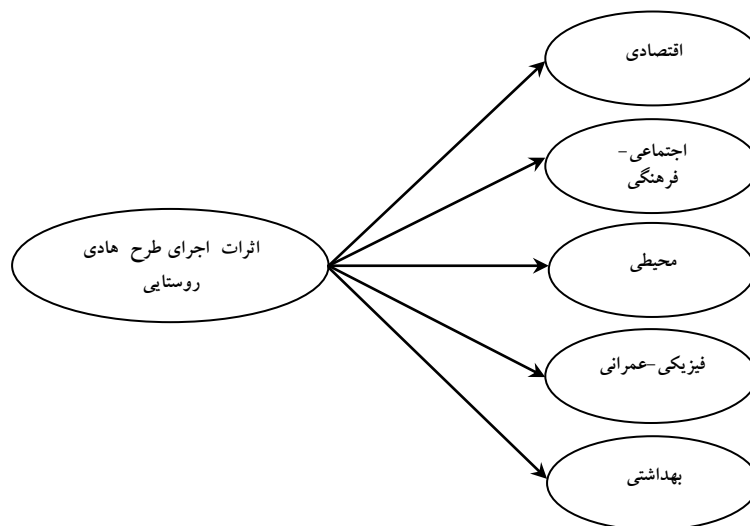 اقتصادی
اجتماعی-
فرهنگی
اثرات اجرای طرح هادی
روستایی
محیطی
فیزیکی-عمرانی
بهداشتی